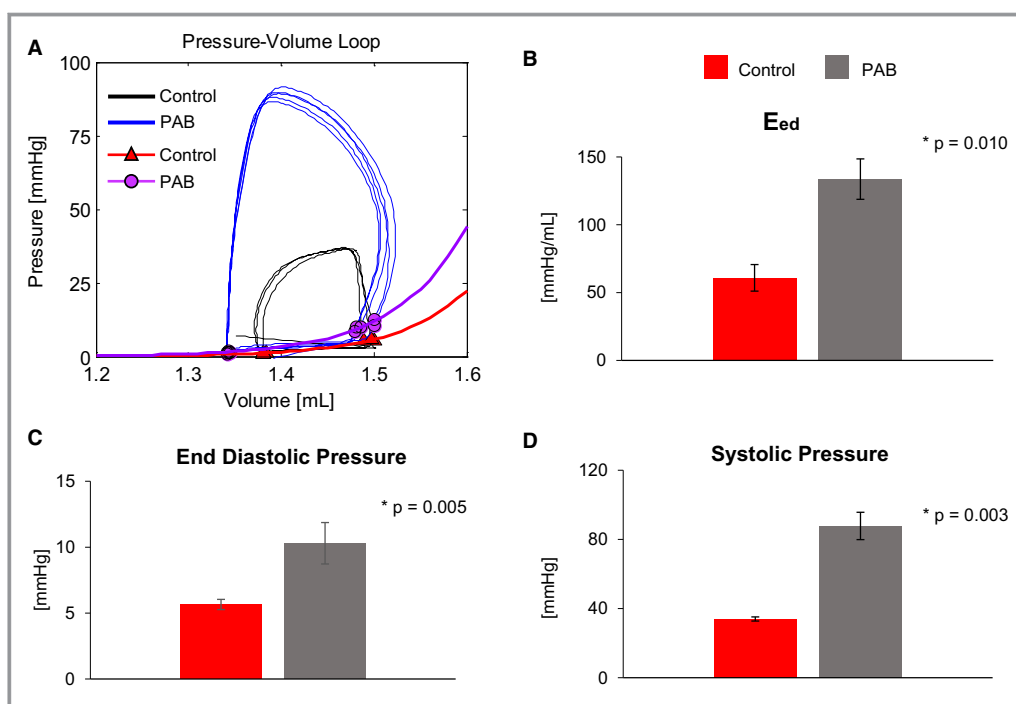 A
Pressure-Volume Loop
Pressure [mmHg]
100
75
50
25
0
Control
PAB
Control
PAB
1.2 1.3 1.4 1.5 1.6
Volume [mL]
B
Control PAB
Eed
* p = 0.010
[mmHg/mL]
150
100
50
0
C
End Diastolic Pressure
* p = 0.005
[mmHg]
15
10
5
0
D
Systolic Pressure
* p = 0.003
[mmHg]
120
80
40
0